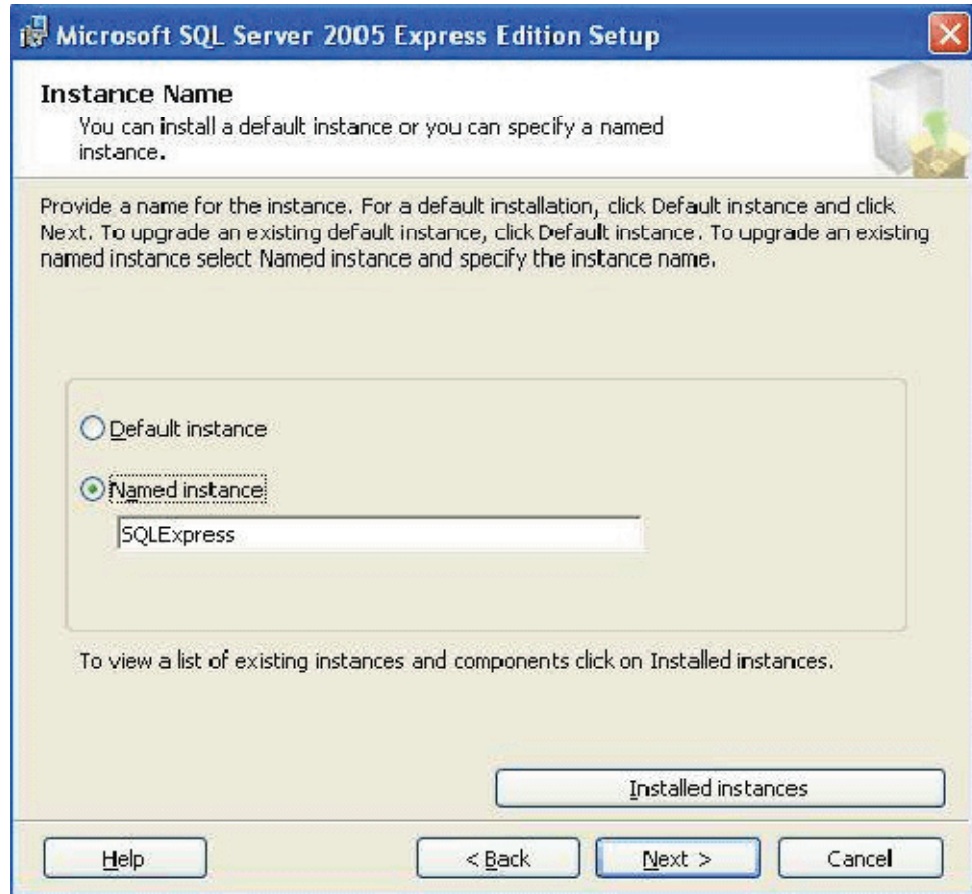 Microsoft SQL Server 2005 Express Edition Setup
Instance Name
You can install a default instance or you can specify a named
instance.
Provide a name for the instance. For a default installation, click Default instance and click
Next. To upgrade an existing default instance, click Default instance. To upgrade an existing
named instance select Named instance and specify the instance name.
Default instance
Named instance
SQLExpress
To view a list of existing instances and components click on Installed instances.
Installed instances
Help
< Back
Next >
Cancel